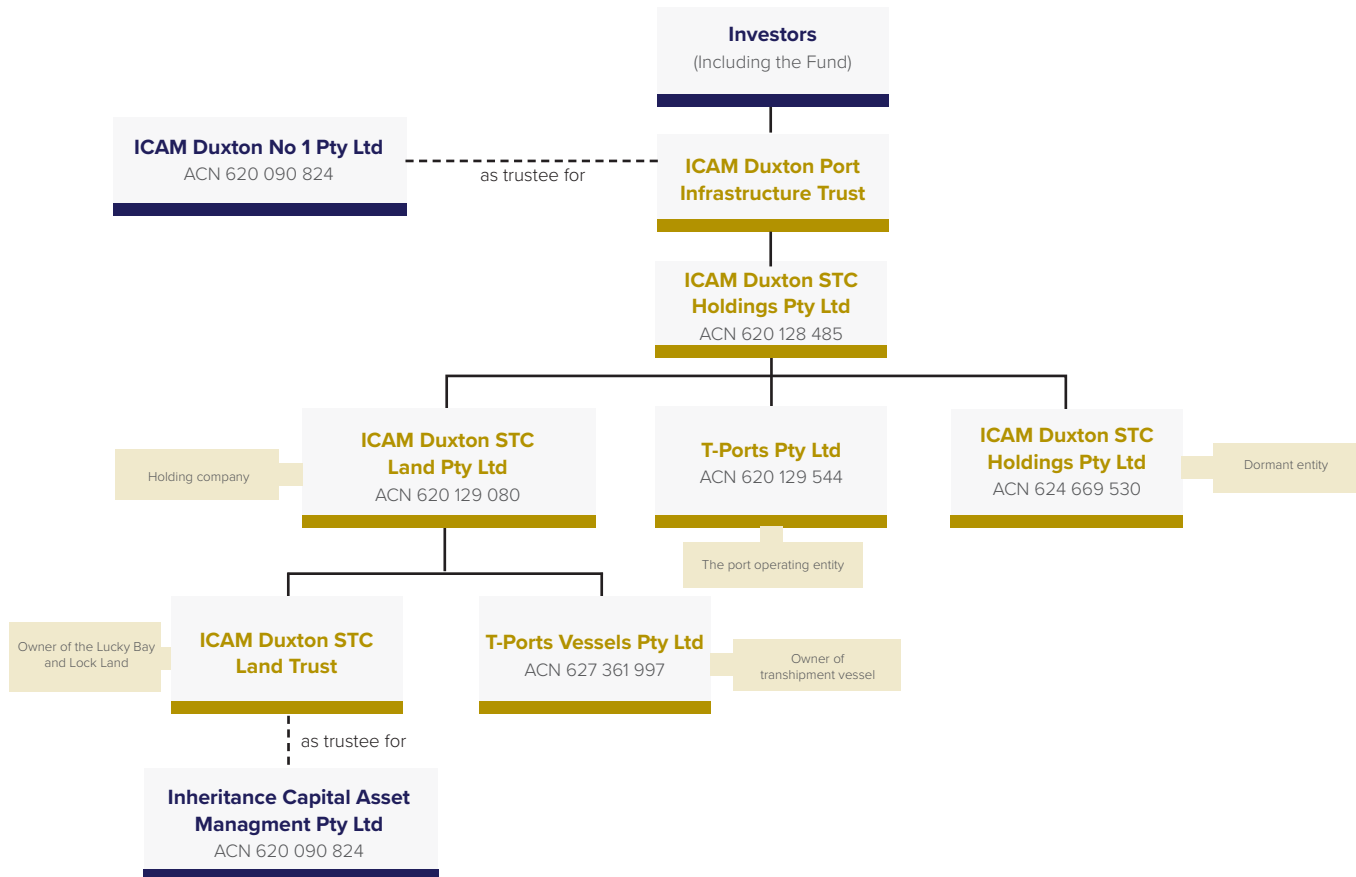 Investors
(Including the Fund)
ICAM Duxton No 1 Pty Ltd
ACN 620 090 824
as trustee for
ICAM Duxton Port
Infrastructure Trust
ICAM Duxton STC
Holdings Pty Ltd
ACN 620 128 485
Holding company
ICAM Duxton STC
Land Pty Ltd
ACN 620 129 080
T-Ports Pty Ltd
ACN 620 129 544
The port operating entity
ICAM Duxton STC
Holdings Pty Ltd
ACN 624 669 530
Dormant entity
Owner of the Lucky Bay
and Lock Land
ICAM Duxton STC
Land Trust
T-Ports Vessels Pty Ltd
ACN 627 361 997
Owner of
transhipment vessel
as trustee for
Inheritance Capital Asset
Managment Pty Ltd
ACN 620 090 824